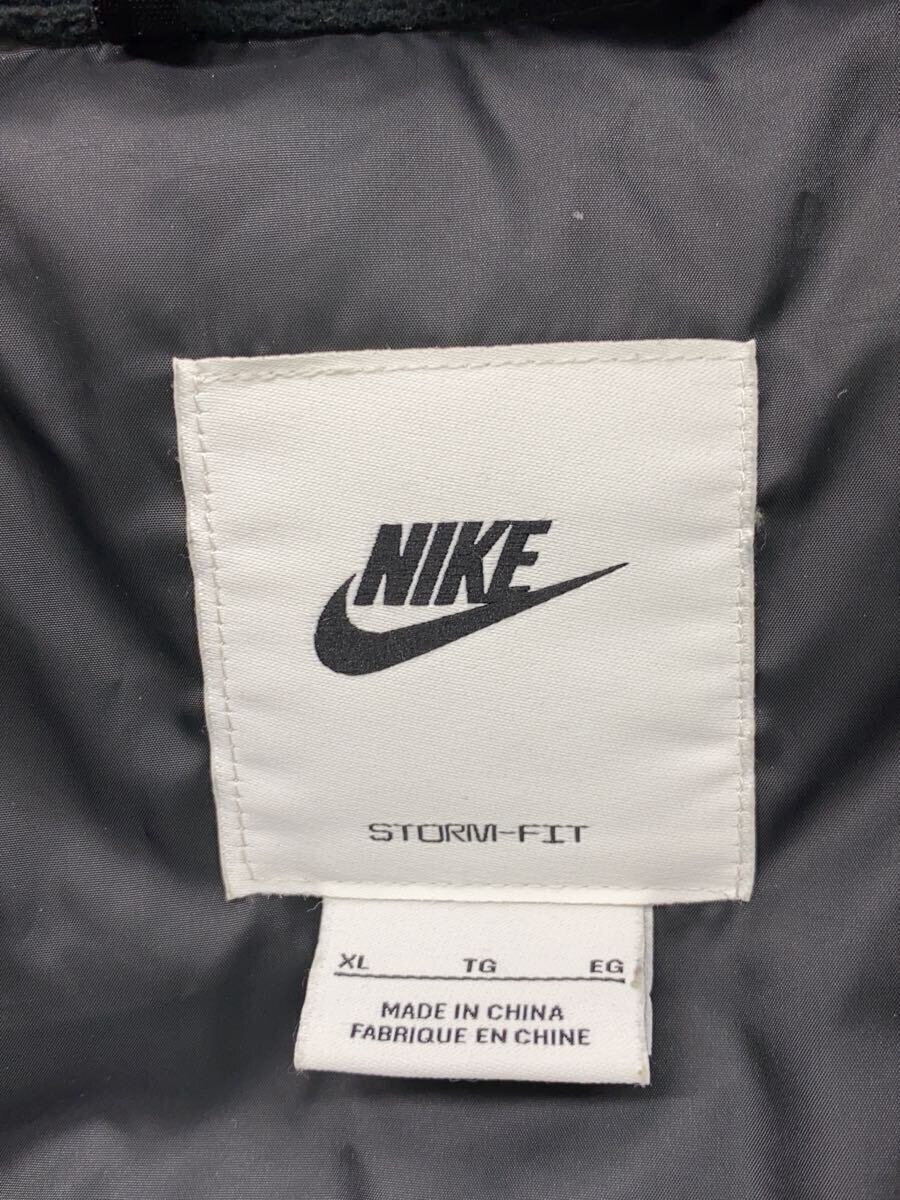 NIKE
STORM-FIT
XL TG EG
MADE IN CHINA
FABRIQUE EN CHINE